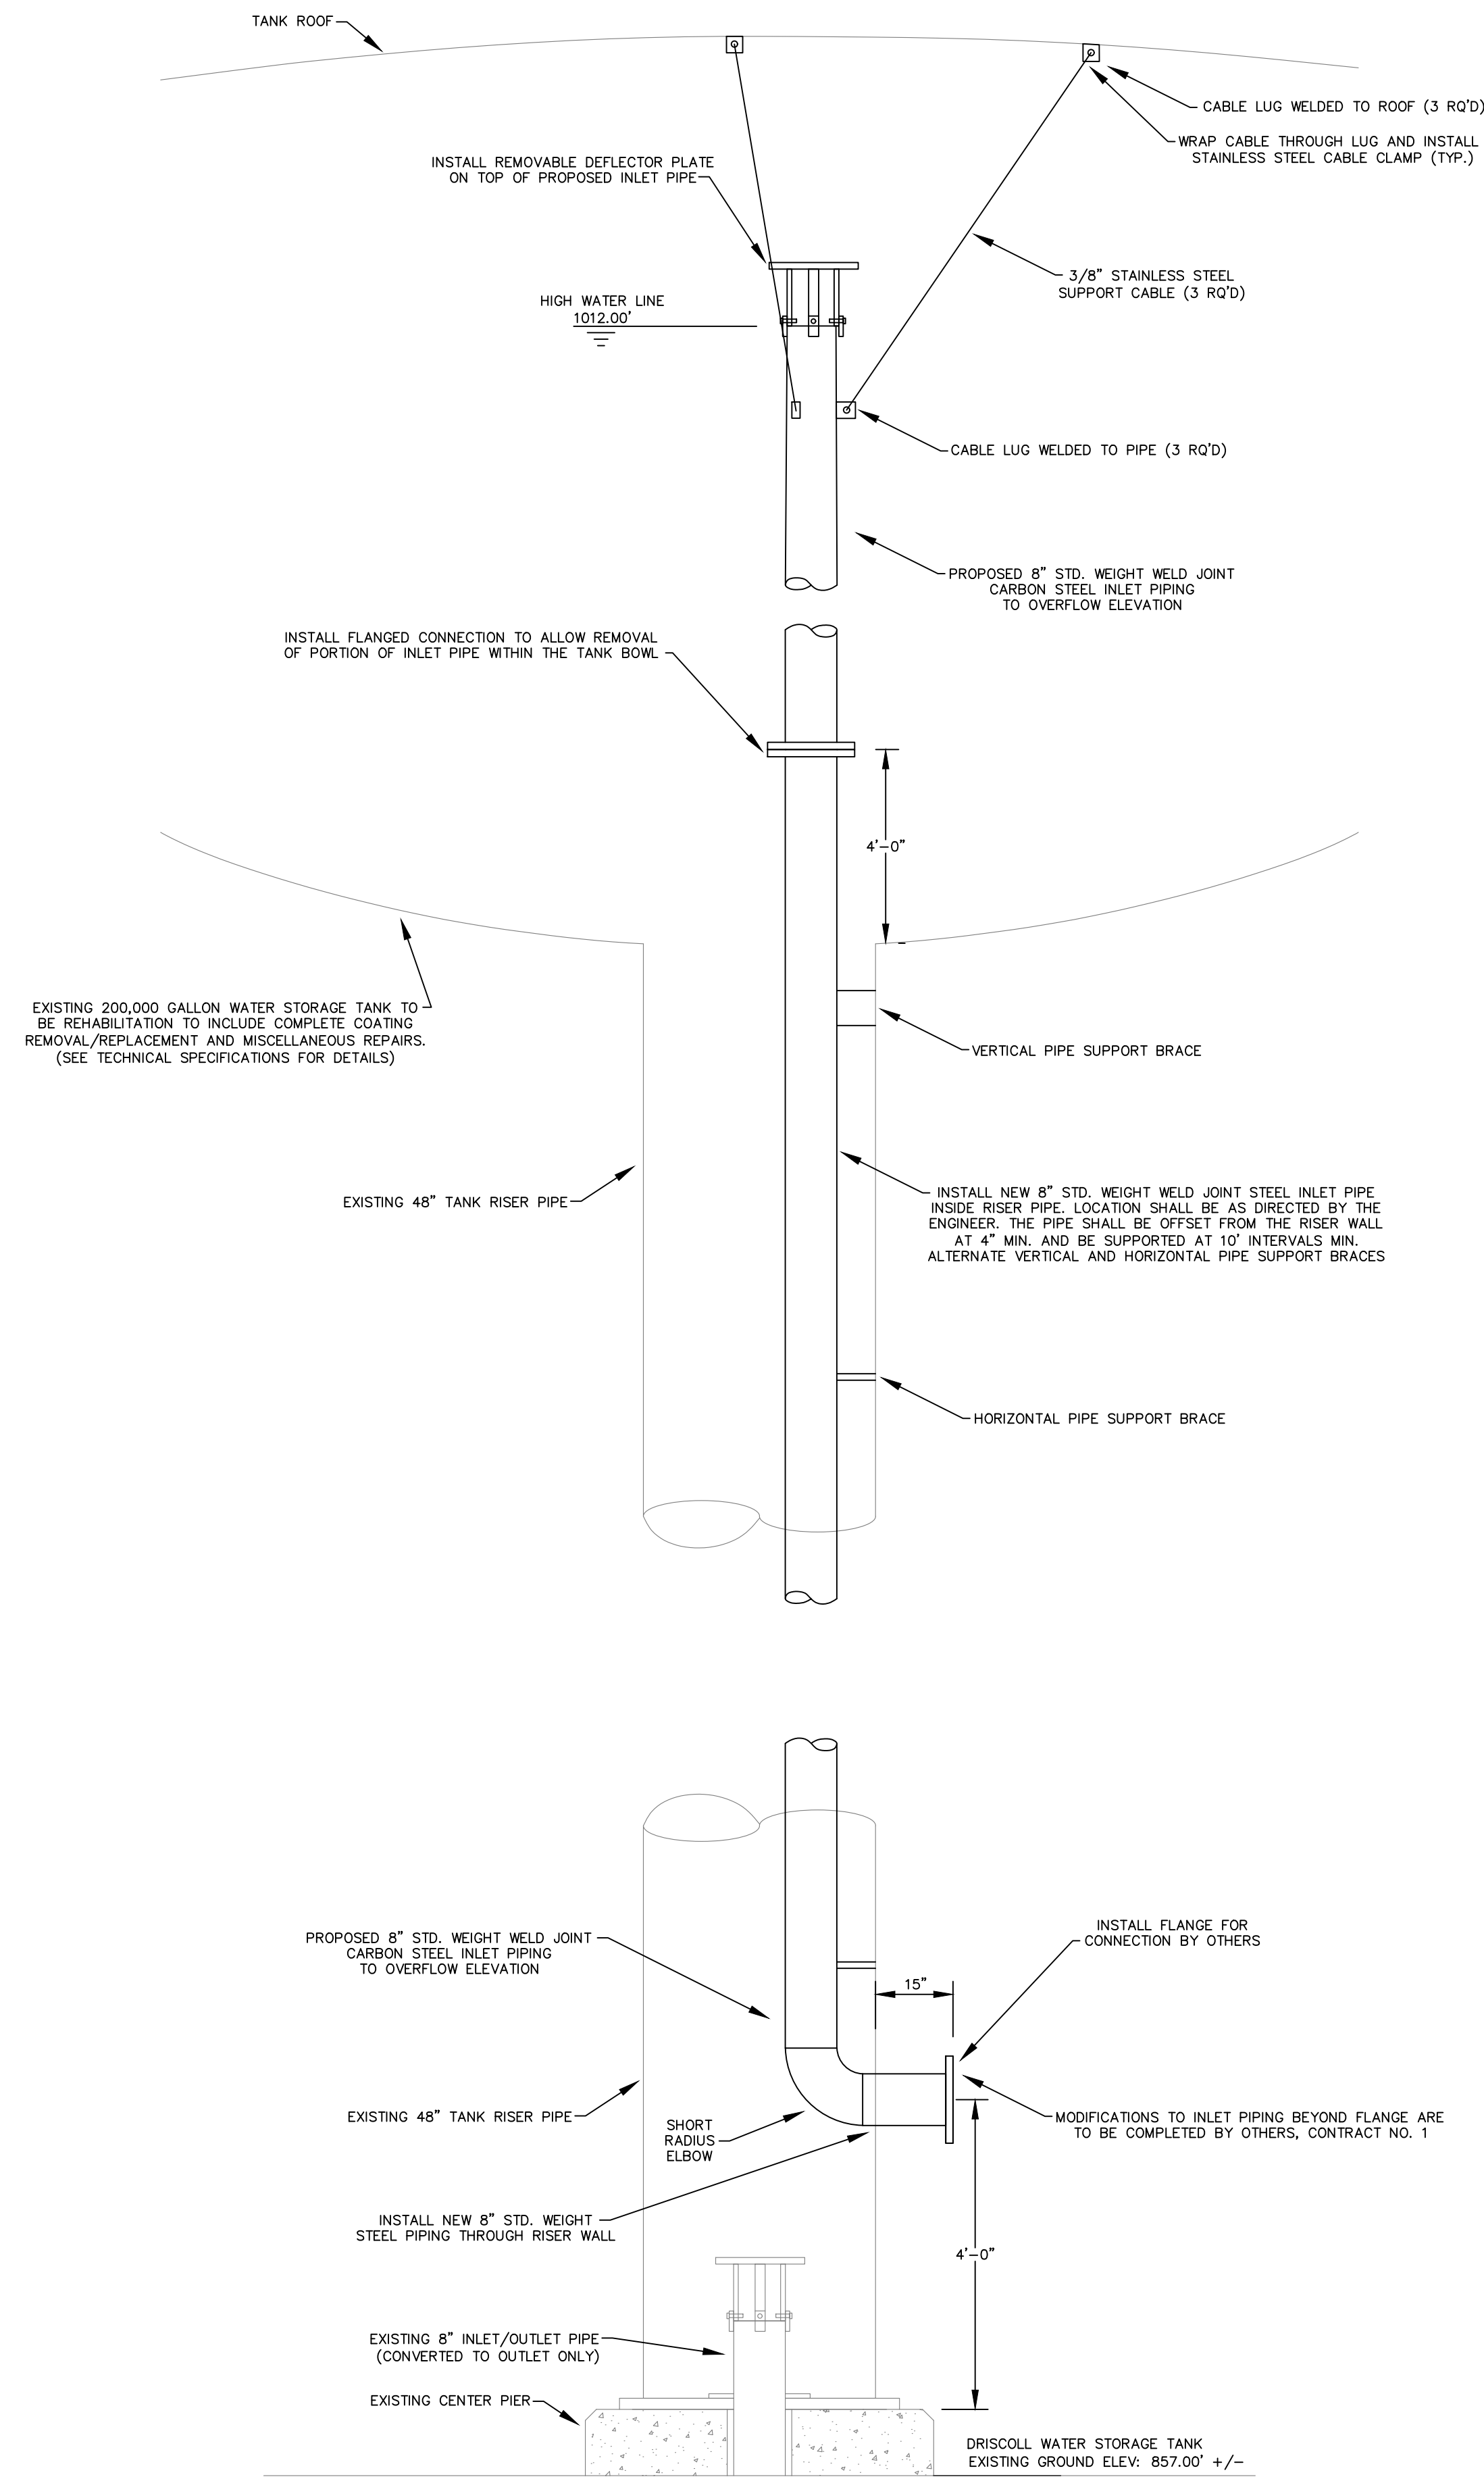 TANK ROOF
CABLE LUG WELDED TO ROOF (3 RQ'D)
WRAP CABLE THROUGH LUG AND INSTALL
STAINLESS STEEL CABLE CLAMP (TYP.)
INSTALL REMOVABLE DEFLECTOR PLATE
ON TOP OF PROPOSED INLET PIPE
3/8" STAINLESS STEEL
SUPPORT CABLE (3 RQ'D)
HIGH WATER LINE
1012.00'
CABLE LUG WELDED TO PIPE (3 RQ'D)
PROPOSED 8" STD. WEIGHT WELD JOINT
CARBON STEEL INLET PIPING
TO OVERFLOW ELEVATION
INSTALL FLANGED CONNECTION TO ALLOW REMOVAL
OF PORTION OF INLET PIPE WITHIN THE TANK BOWL
4'-0"
EXISTING 200,000 GALLON WATER STORAGE TANK TO
BE REHABILITATION TO INCLUDE COMPLETE COATING
REMOVAL/REPLACEMENT AND MISCELLANEOUS REPAIRS.
(SEE TECHNICAL SPECIFICATIONS FOR DETAILS)
VERTICAL PIPE SUPPORT BRACE
EXISTING 48" TANK RISER PIPE
INSTALL NEW 8" STD. WEIGHT WELD JOINT STEEL INLET PIPE
INSIDE RISER PIPE. LOCATION SHALL BE AS DIRECTED BY THE
ENGINEER. THE PIPE SHALL BE OFFSET FROM THE RISER WALL
AT 4" MIN. AND BE SUPPORTED AT 10' INTERVALS MIN.
ALTERNATE VERTICAL AND HORIZONTAL PIPE SUPPORT BRACES
HORIZONTAL PIPE SUPPORT BRACE
PROPOSED 8" STD. WEIGHT WELD JOINT
CARBON STEEL INLET PIPING
TO OVERFLOW ELEVATION
INSTALL FLANGE FOR
CONNECTION BY OTHERS
15"
EXISTING 48" TANK RISER PIPE
SHORT
RADIUS
ELBOW
MODIFICATIONS TO INLET PIPING BEYOND FLANGE ARE
TO BE COMPLETED BY OTHERS, CONTRACT NO. 1
INSTALL NEW 8" STD. WEIGHT
STEEL PIPING THROUGH RISER WALL
4'-0"
EXISTING 8" INLET/OUTLET PIPE
(CONVERTED TO OUTLET ONLY)
EXISTING CENTER PIER
DRISCOLL WATER STORAGE TANK
EXISTING GROUND ELEV: 857.00' +/-